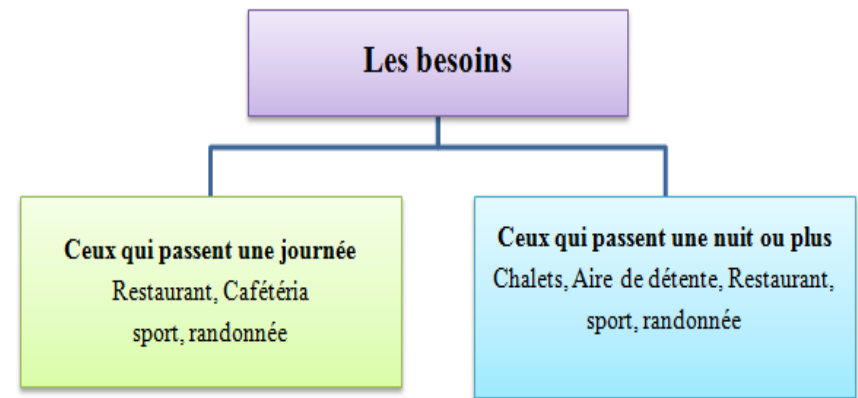 Les besoins
Ceux qui passent une journée
Restaurant, Cafétéria
sport, randonnée
Ceux qui passent une nuit ou plus
Chalets, Aire de détente, Restaurant,
sport, randonnée